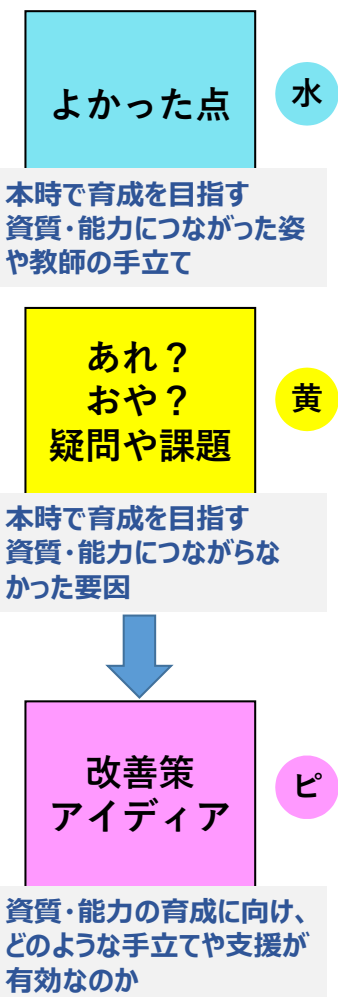 よかった点
水
本時で育成を目指す
資質・能力につながった姿
や教師の手立て
あれ？
おや？
疑問や課題
黄
本時で育成を目指す
資質・能力につながらな
かった要因
改善策
アイディア
ピ
資質・能力の育成に向け、
どのような手立てや支援が
有効なのか